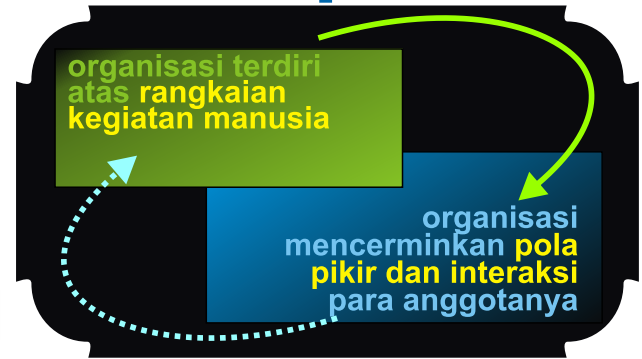 organisasi terdiri
atas rangkaian
kegiatan manusia
organisasi
mencerminkan pola
pikir dan interaksi
para anggotanya